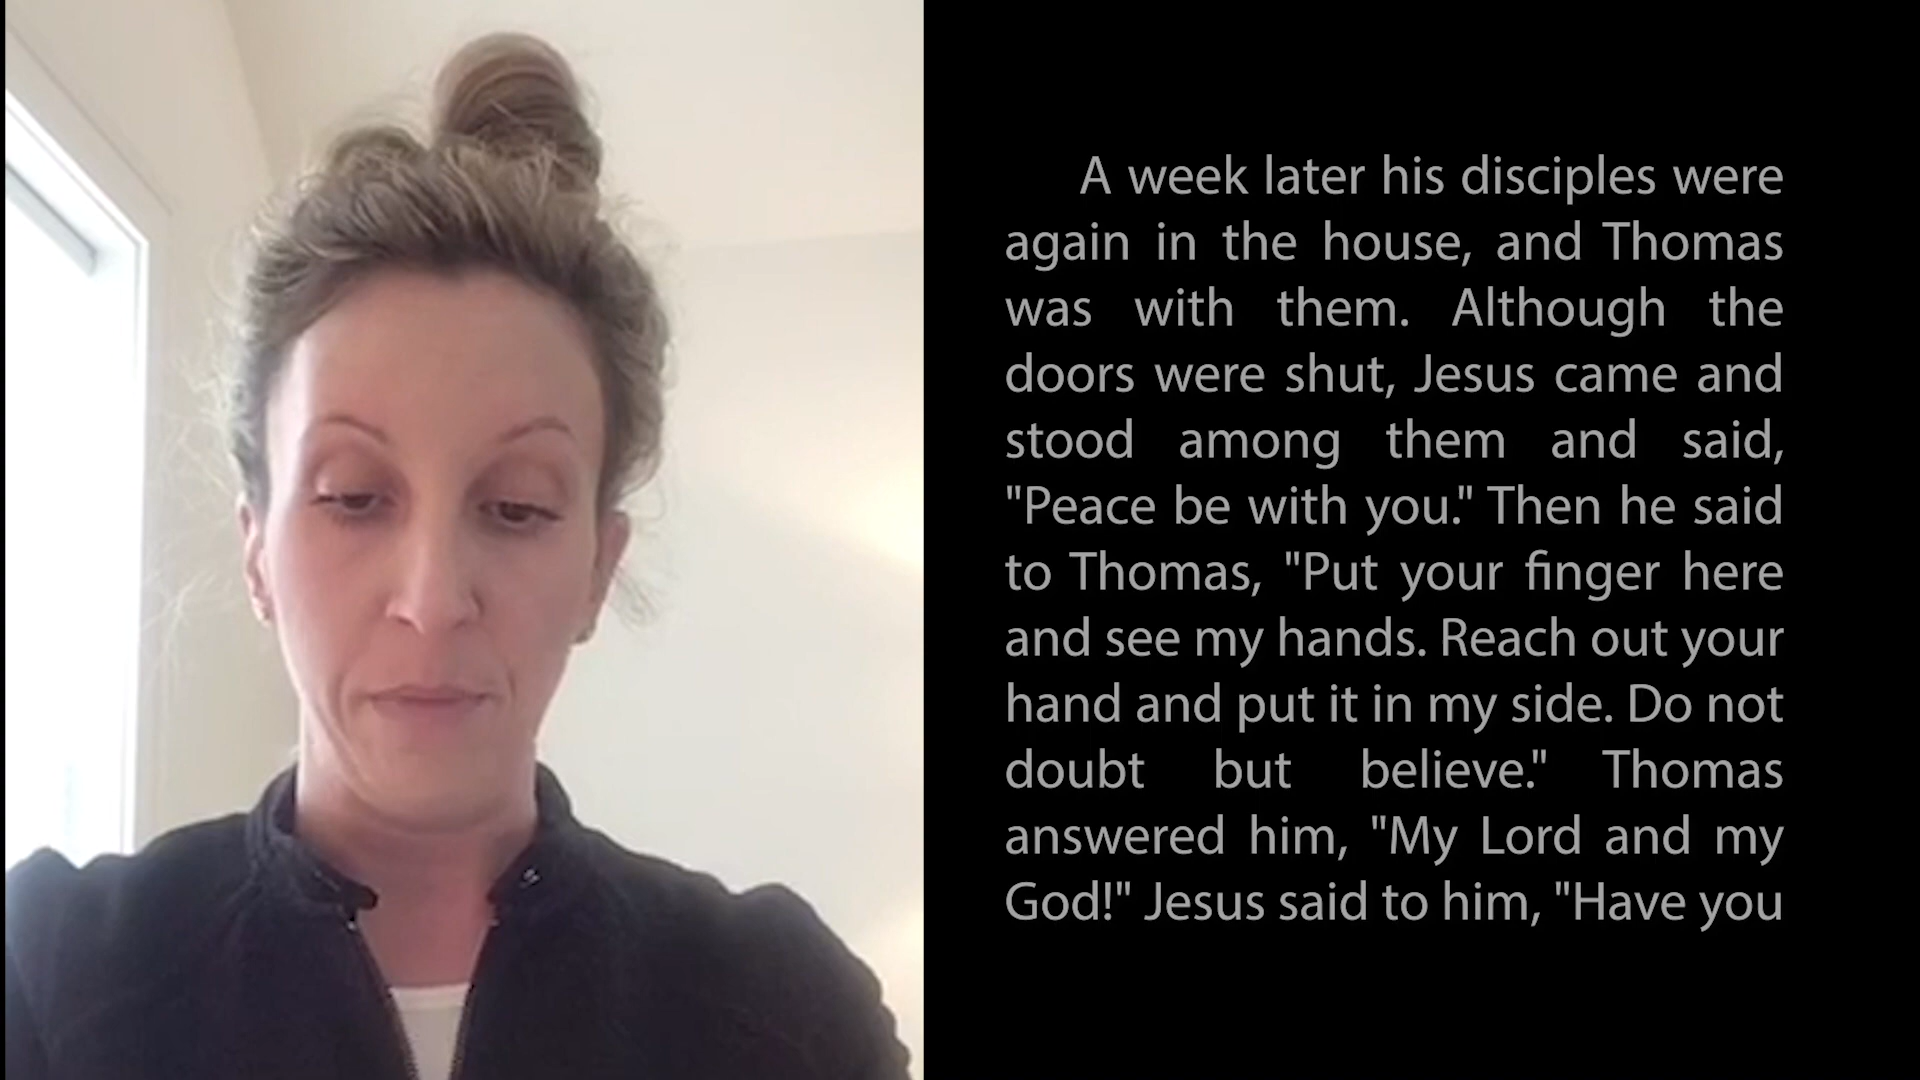 A week later his disciples were
again in the house, and Thomas
was with them. Although the
doors were shut, Jesus came and
stood among them and said,
"Peace be with you." Then he said
to Thomas, "Put your finger here
and see my hands. Reach out your
hand and put it in my side. Do not
doubt but believe." Thomas
answered him, "My Lord and my
God!" Jesus said to him, "Have you